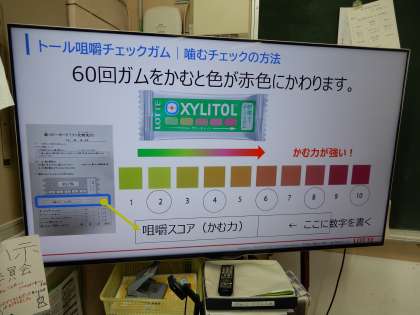 トール咀嚼チェックガム｜噛むチェックの方法
60回ガムをかむと色が赤色にかわります。
LOTTE XYLITOL
かむ力が強い！
1 2 3 4 5 6 7 8 9 10
咀嚼スコア（かむ力） ← ここに数字を書く